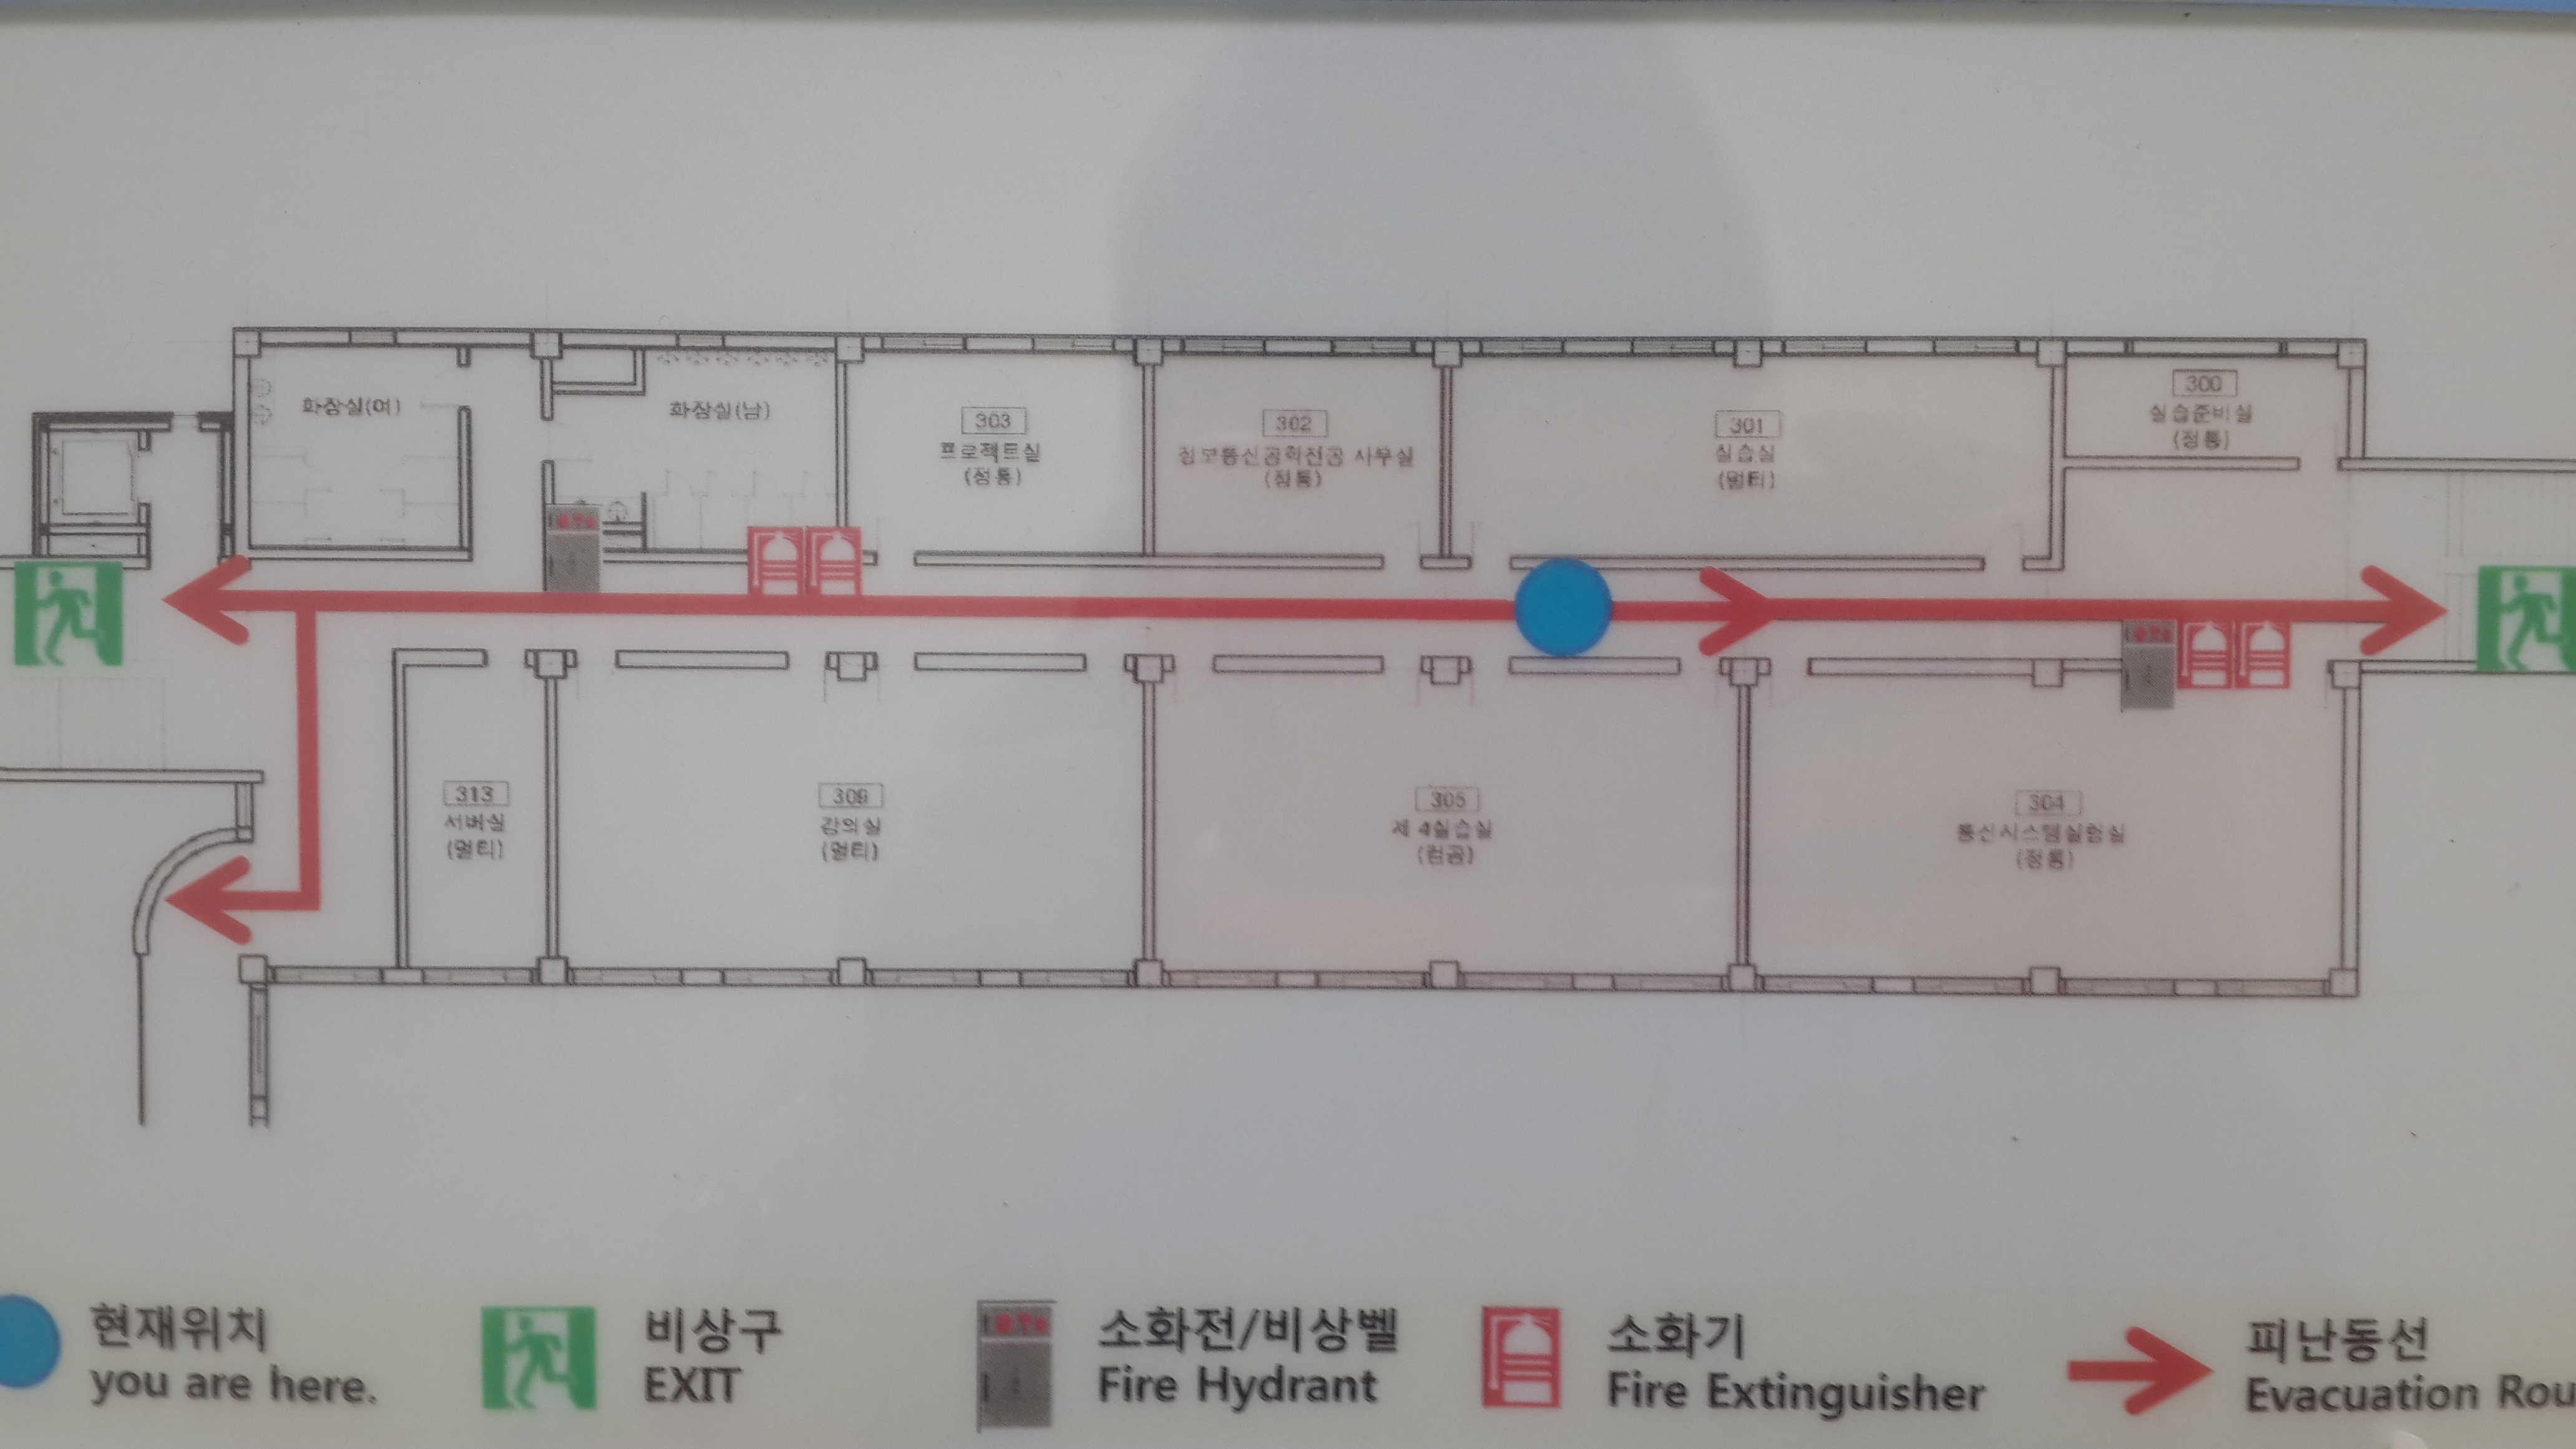 화장실(여)
화장실(남)
303
프로젝트실
(정통)
302
정보통신공학전공 사무실
(정통)
301
실습실
(멀티)
300
실습준비실
(정통)
313
서버실
(멀티)
309
강의실
(멀티)
305
제 4실습실
(컴공)
304
통신시스템실험실
(정통)
현재위치
you are here.
비상구
EXIT
소화전/비상벨
Fire Hydrant
소화기
Fire Extinguisher
피난동선
Evacuation Rou